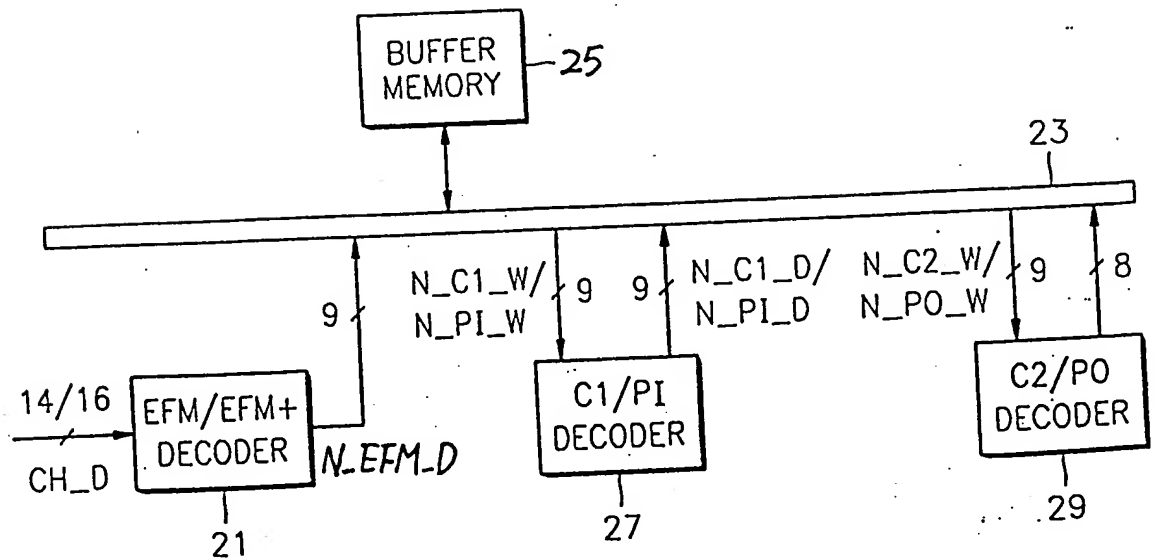 BUFFER
MEMORY
25
23
N_C1_W/
N_PI_W
9
9
N_C1_D/
N_PI_D
N_C2_W/
N_PO_W
9
8
9
14/16
CH_D
EFM/EFM+
DECODER
N_EFM_D
C1/PI
DECODER
C2/PO
DECODER
21
27
29